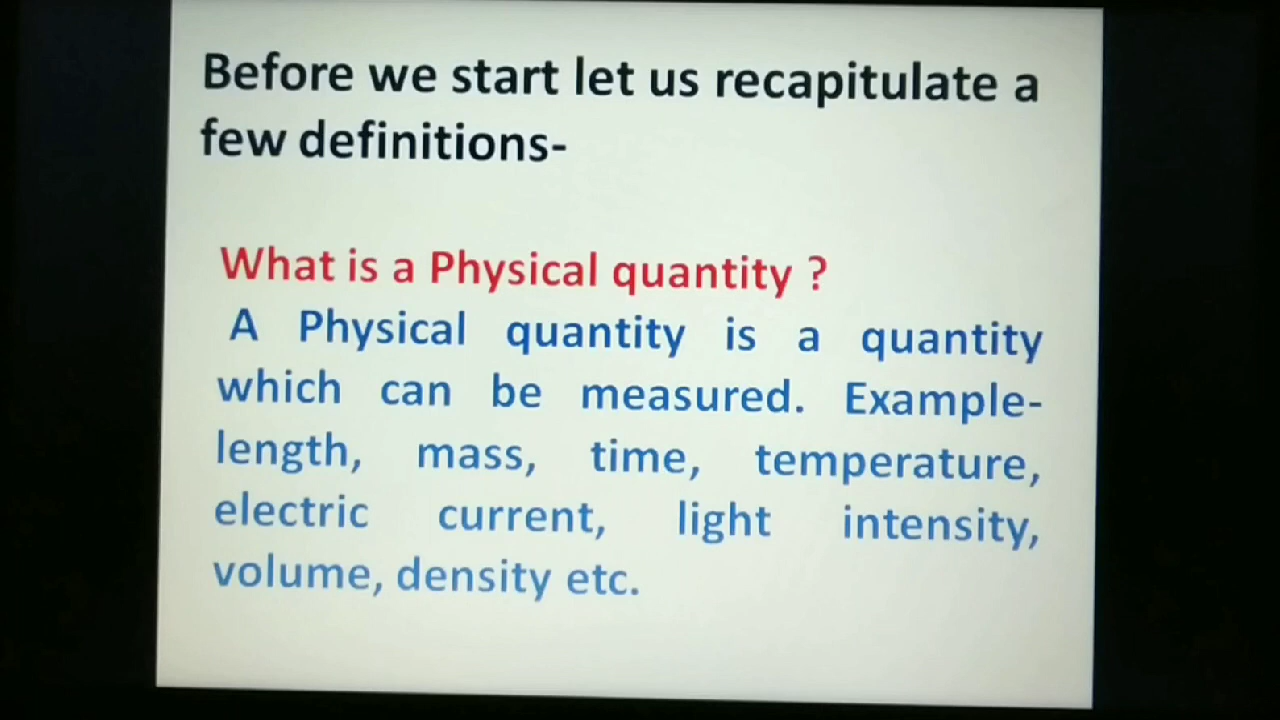 Before we start let us recapitulate a
few definitions-
What is a Physical quantity ?
A Physical quantity is a quantity
which can be measured. Example-
length, mass, time, temperature,
electric current, light intensity,
volume, density etc.